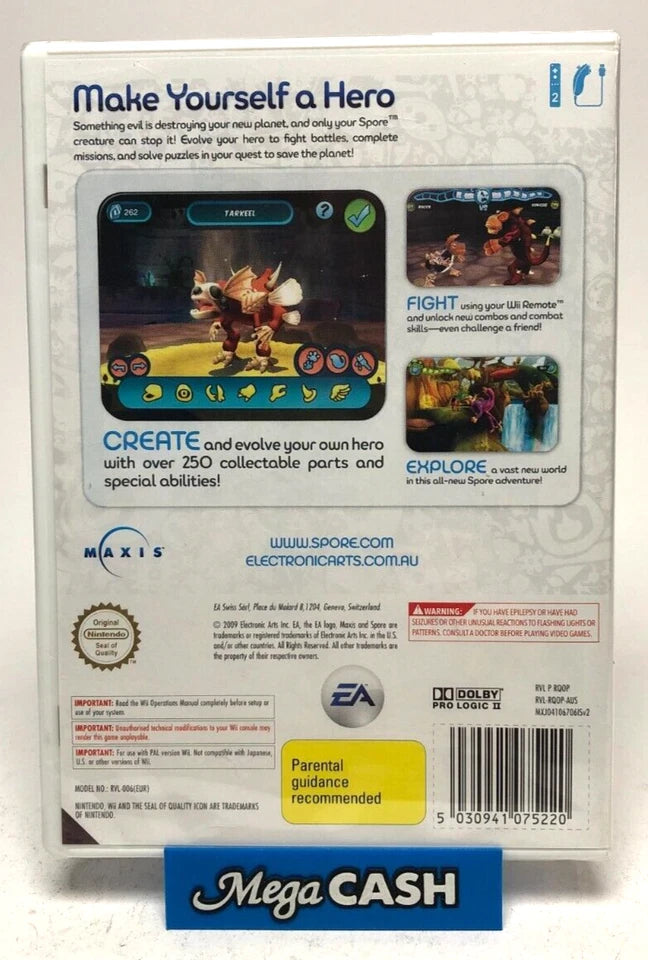 Make Yourself a Hero
2
Something evil is destroying your new planet, and only your Spore™
creature can stop it! Evolve your hero to fight battles, complete
missions, and solve puzzles in your quest to save the planet!
262
TARKEEL
?
FIGHT using your Wii Remote™
and unlock new combos and combat
skills—even challenge a friend!
CREATE and evolve your own hero
with over 250 collectable parts and
special abilities!
EXPLORE a vast new world
in this all-new Spore adventure!
MAXIS
WWW.SPORE.COM
ELECTRONICARTS.COM.AU
Original
Nintendo
Seal of
Quality
TM
EA Swiss Sàrl, Place du Molard 8, 1204, Geneva, Switzerland.
© 2009 Electronic Arts Inc. EA, the EA logo, Maxis and Spore are
trademarks or registered trademarks of Electronic Arts Inc. in the U.S.
and/or other countries. All Rights Reserved. All other trademarks are
the property of their respective owners.
WARNING: IF YOU HAVE EPILEPSY OR HAVE HAD
SEIZURES OR OTHER UNUSUAL REACTIONS TO FLASHING LIGHTS OR
PATTERNS, CONSULT A DOCTOR BEFORE PLAYING VIDEO GAMES.
IMPORTANT: Read the Wii Operations Manual completely before setup or
use of your system.
IMPORTANT: Unauthorised technical modifications to your Wii console may
render this game unplayable.
IMPORTANT: For use with PAL version Wii. Not compatible with Japanese,
U.S. or other versions of Wii.
MODEL NO.: RVL-006(EUR)
NINTENDO, Wii AND THE SEAL OF QUALITY ICON ARE TRADEMARKS
OF NINTENDO.
EA
DOLBY
PRO LOGIC II
RVL P RQOP
RVL-RQOP-AUS
MXJ04106706ISv2
Parental
guidance
recommended
5 030941 075220
Mega CASH